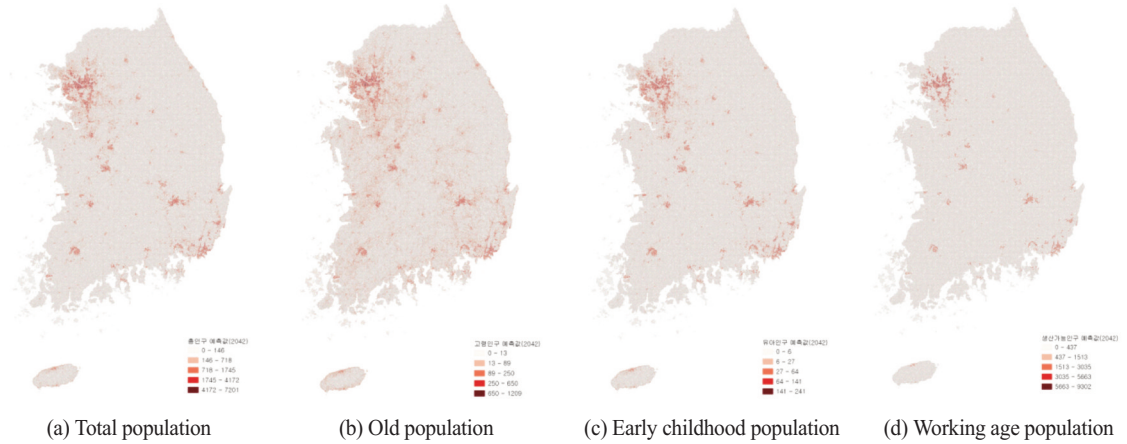 총인구 예측값(2042)
0 - 146
146 - 718
718 - 1745
1745 - 4172
4172 - 7201
고령인구 예측값(2042)
0 - 13
13 - 89
89 - 250
250 - 650
650 - 1209
유아인구 예측값(2042)
0 - 6
6 - 27
27 - 64
64 - 141
141 - 241
생산가능인구 예측값(2042)
0 - 437
437 - 1513
1513 - 3035
3035 - 5663
5663 - 9302
(a) Total population
(b) Old population
(c) Early childhood population
(d) Working age population